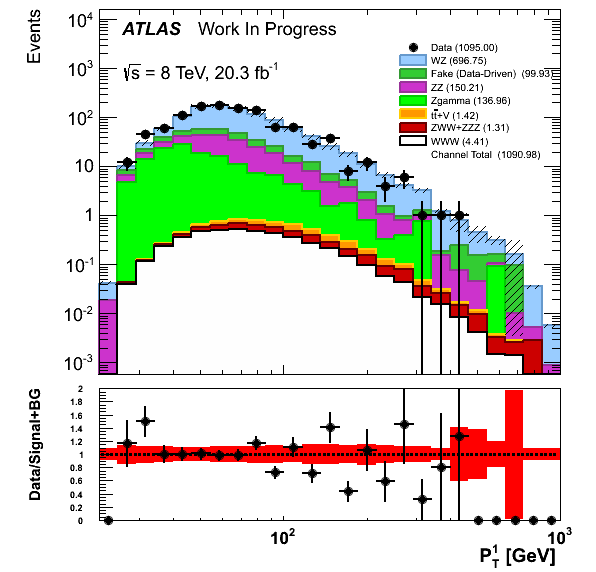 Events
ATLAS Work In Progress
√s = 8 TeV, 20.3 fb⁻¹
Data (1095.00)
WZ (696.75)
Fake (Data-Driven) (99.93)
ZZ (150.21)
Zgamma (136.96)
tt̄+V (1.42)
ZWW+ZZZ (1.31)
WWW (4.41)
Channel Total (1090.98)
10⁴
10³
10²
10
1
10⁻¹
10⁻²
10⁻³
Data/Signal+BG
2
1.8
1.6
1.4
1.2
1
0.8
0.6
0.4
0.2
0
10² 10³
P¹_T [GeV]